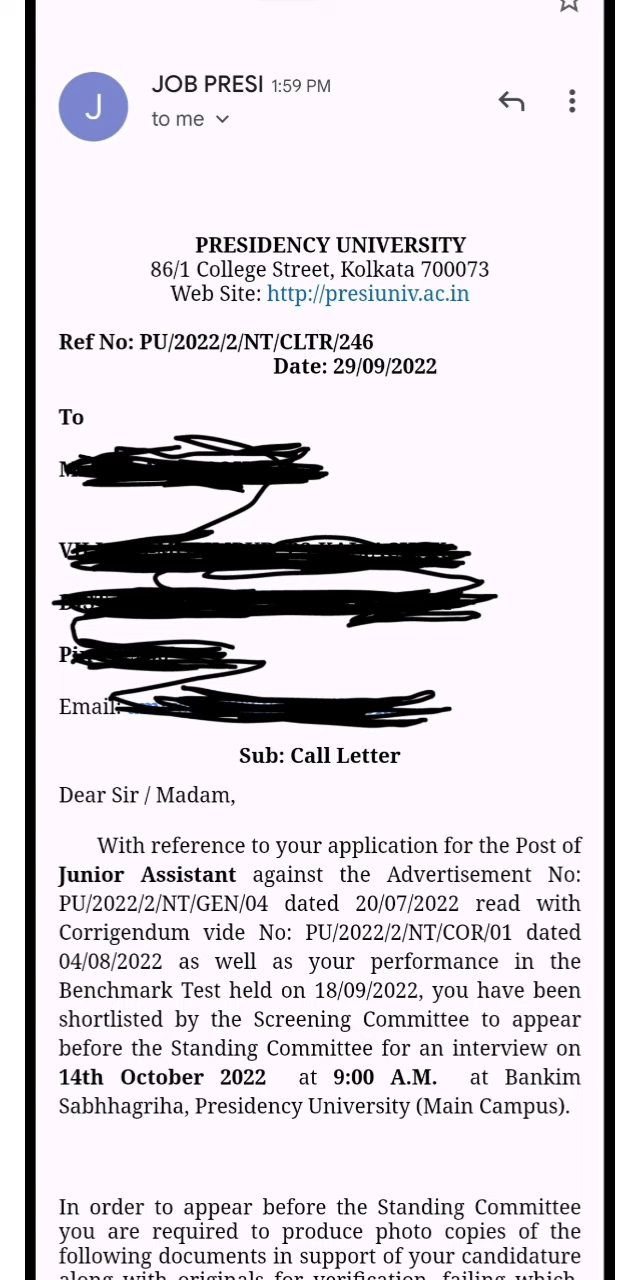 JOB PRESI 1:59 PM
J
to me
PRESIDENCY UNIVERSITY
86/1 College Street, Kolkata 700073
Web Site: http://presiuniv.ac.in
Ref No: PU/2022/2/NT/CLTR/246
Date: 29/09/2022
To
Email:
Sub: Call Letter
Dear Sir / Madam,
With reference to your application for the Post of
Junior Assistant against the Advertisement No:
PU/2022/2/NT/GEN/04 dated 20/07/2022 read with
Corrigendum vide No: PU/2022/2/NT/COR/01 dated
04/08/2022 as well as your performance in the
Benchmark Test held on 18/09/2022, you have been
shortlisted by the Screening Committee to appear
before the Standing Committee for an interview on
14th October 2022 at 9:00 A.M. at Bankim
Sabhhagriha, Presidency University (Main Campus).
In order to appear before the Standing Committee
you are required to produce photo copies of the
following documents in support of your candidature
along with originals for verification, failing which,